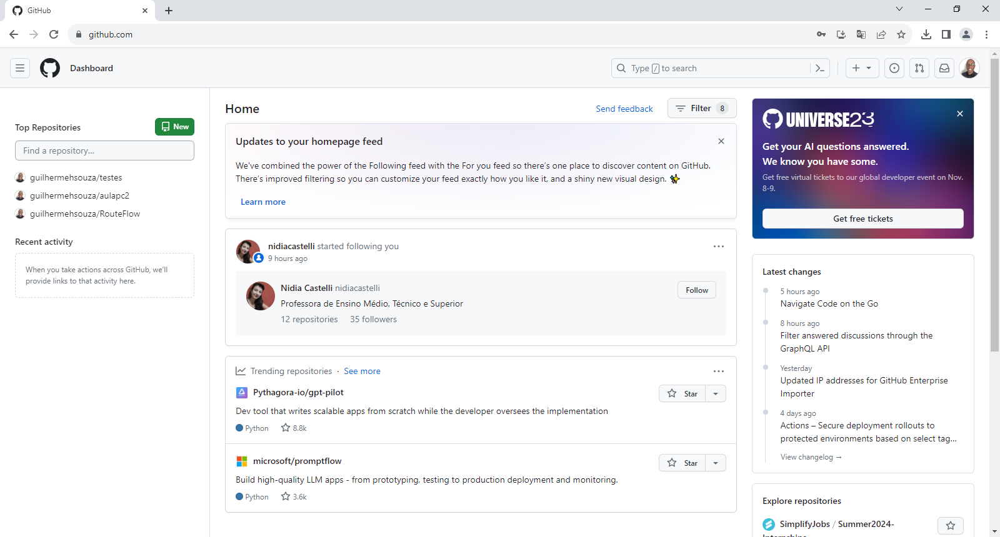 GitHub
github.com
Dashboard
Type / to search
Top Repositories
New
Find a repository...
guilhermehsouza/testes
guilhermehsouza/aulapc2
guilhermehsouza/RouteFlow
Recent activity
When you take actions across GitHub, we'll
provide links to that activity here.
Home
Send feedback
Filter 8
Updates to your homepage feed
We've combined the power of the Following feed with the For you feed so there's one place to discover content on GitHub.
There's improved filtering so you can customize your feed exactly how you like it, and a shiny new visual design. ✨
Learn more
nidiacastelli started following you
9 hours ago
Nidia Castelli nidiacastelli
Follow
Professora de Ensino Médio, Técnico e Superior
12 repositories 35 followers
Trending repositories · See more
Pythagora-io/gpt-pilot
Star
Dev tool that writes scalable apps from scratch while the developer oversees the implementation
Python 8.8k
microsoft/promptflow
Star
Build high-quality LLM apps - from prototyping, testing to production deployment and monitoring.
Python 3.6k
UNIVERSE23
Get your AI questions answered.
We know you have some.
Get free virtual tickets to our global developer event on Nov.
8-9.
Get free tickets
Latest changes
5 hours ago
Navigate Code on the Go
8 hours ago
Filter answered discussions through the
GraphQL API
Yesterday
Updated IP addresses for GitHub Enterprise
Importer
4 days ago
Actions – Secure deployment rollouts to
protected environments based on select tag...
View changelog →
Explore repositories
SimplifyJobs / Summer2024-